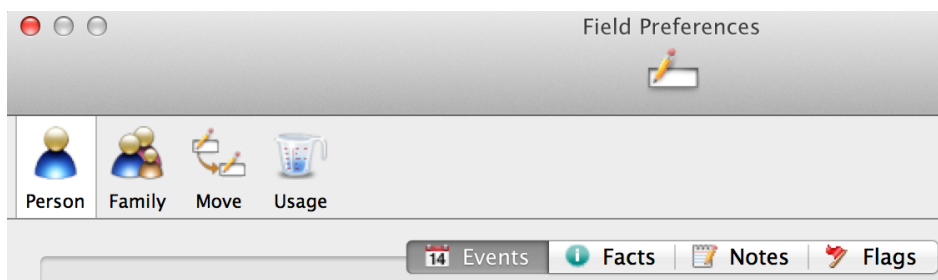 Field Preferences
Person Family Move Usage
14 Events Facts Notes Flags